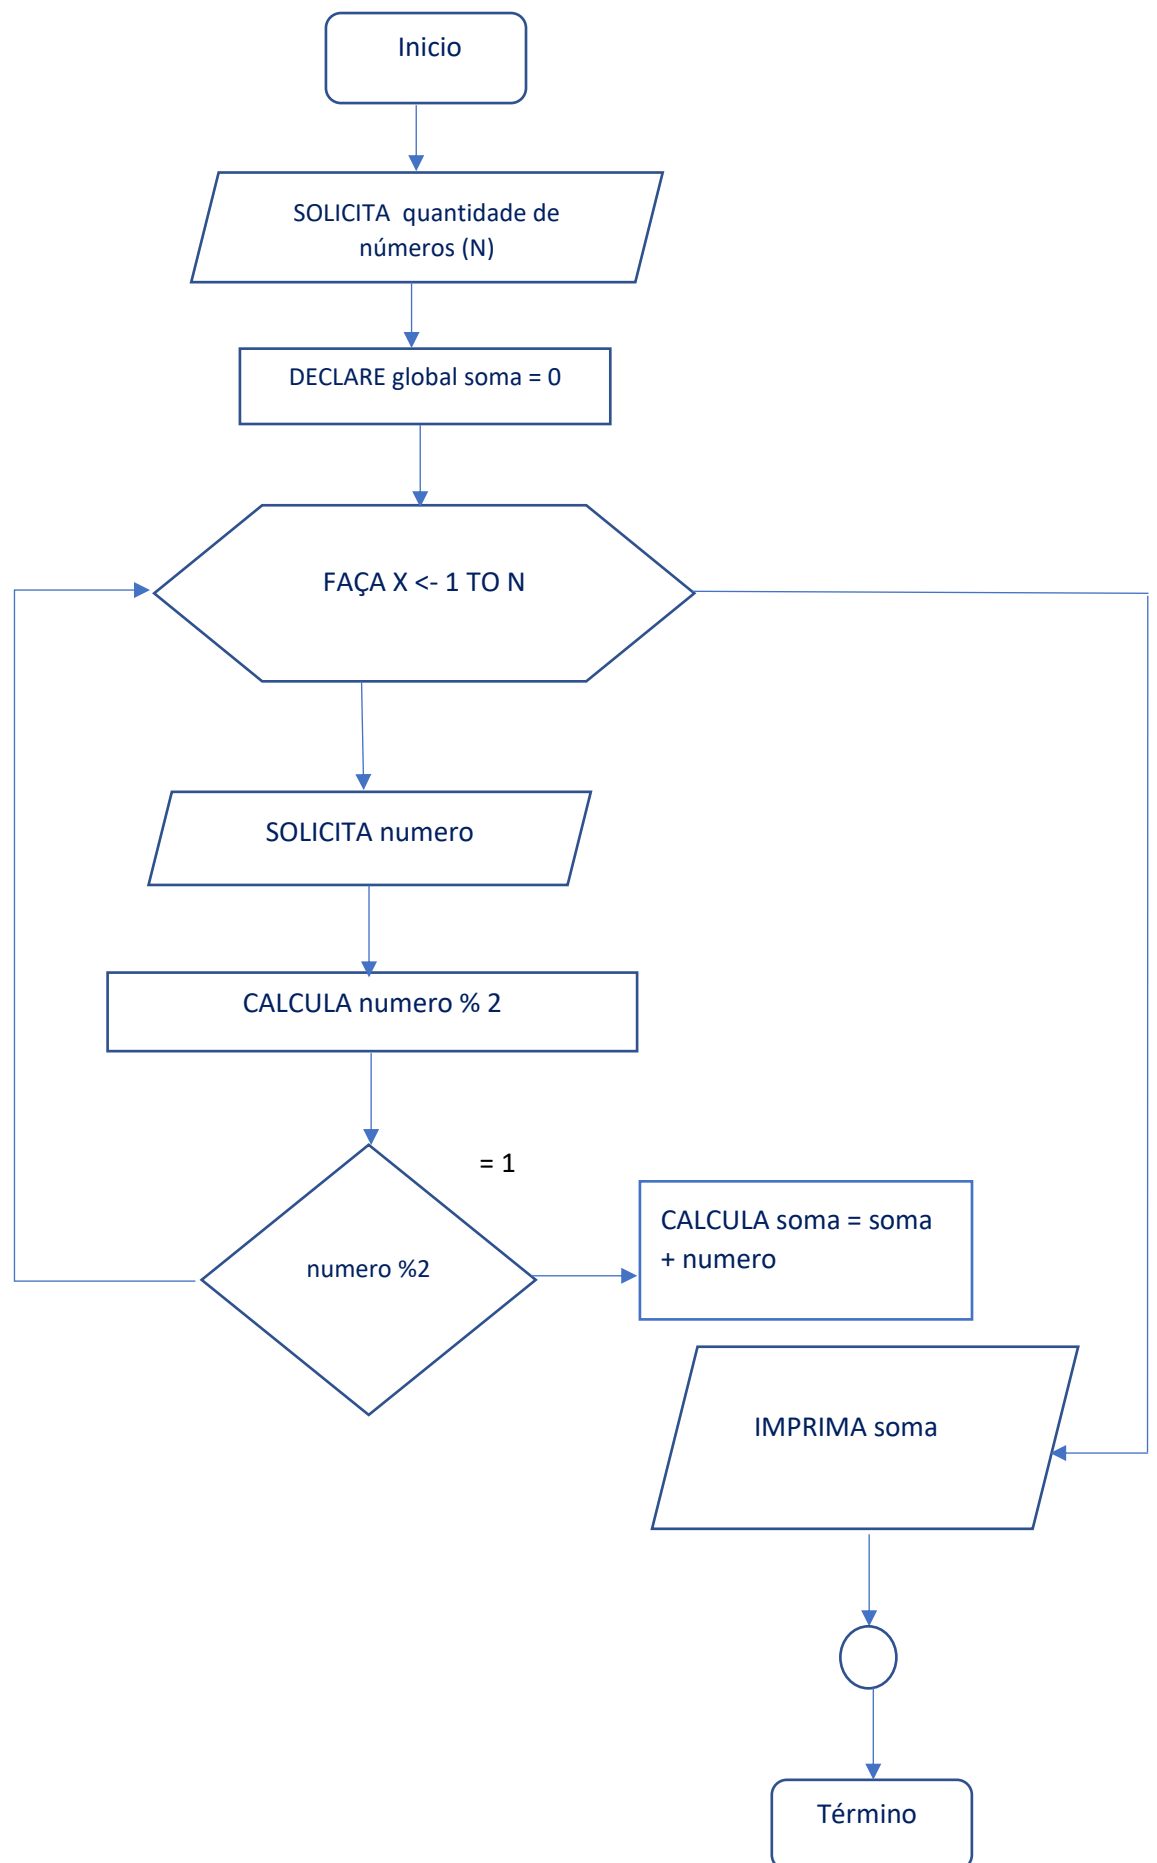 Inicio
SOLICITA quantidade de
números (N)
DECLARE global soma = 0
FAÇA X <- 1 TO N
SOLICITA numero
CALCULA numero % 2
= 1
numero %2
CALCULA soma = soma
+ numero
IMPRIMA soma
Término